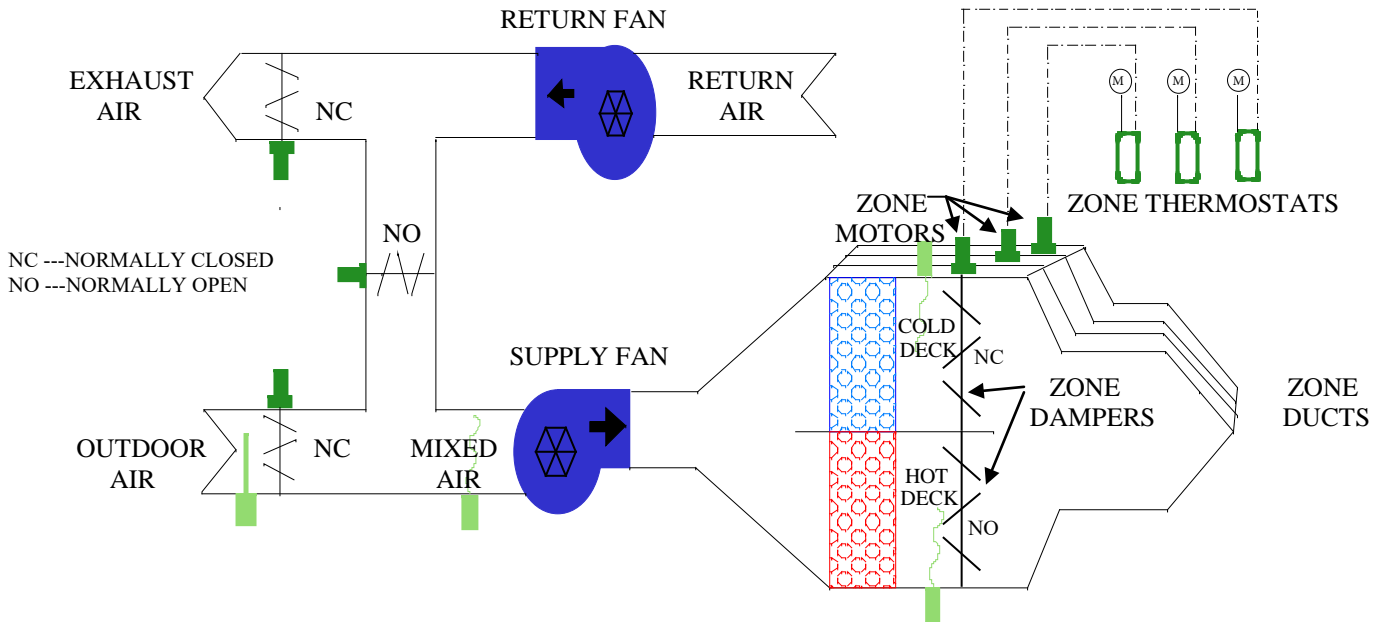 RETURN FAN
EXHAUST
AIR
NC
RETURN
AIR
M
M
M
ZONE THERMOSTATS
ZONE
MOTORS
NO
NC ---NORMALLY CLOSED
NO ---NORMALLY OPEN
COLD
DECK
NC
SUPPLY FAN
ZONE
DAMPERS
ZONE
DUCTS
OUTDOOR
AIR
NC
MIXED
AIR
HOT
DECK
NO